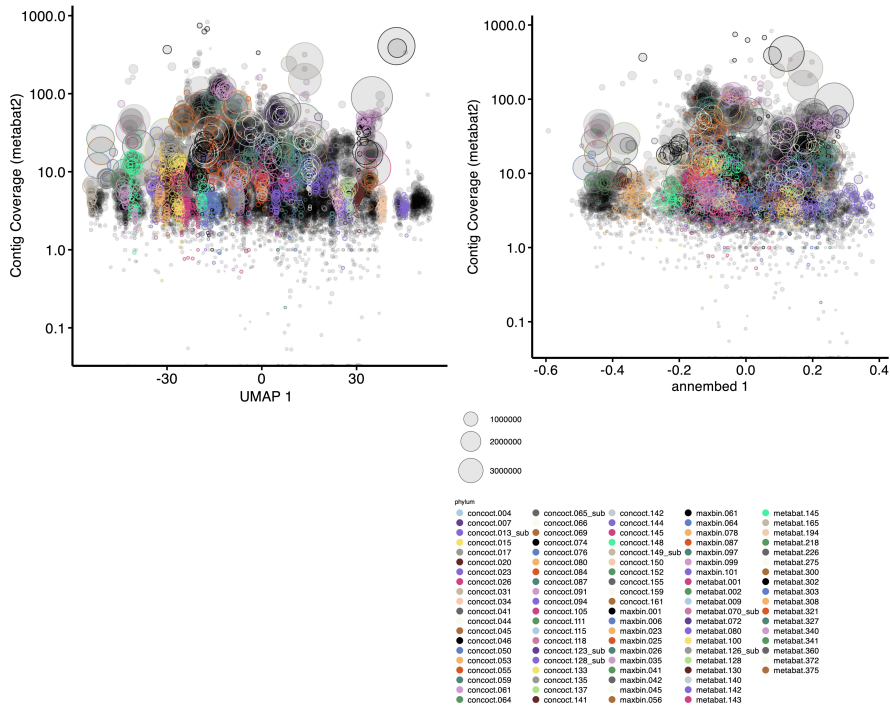 1000.0
100.0
10.0
1.0
0.1
Contig Coverage (metabat2)
-30
0
30
UMAP 1
1000.0
100.0
10.0
1.0
0.1
Contig Coverage (metabat2)
-0.6
-0.4
-0.2
0.0
0.2
0.4
annembed 1
1000000
2000000
3000000
phylum
concoct.004 concoct.065_sub concoct.142 maxbin.061 metabat.145
concoct.007 concoct.066 concoct.144 maxbin.064 metabat.165
concoct.013_sub concoct.069 concoct.145 maxbin.078 metabat.194
concoct.015 concoct.074 concoct.148 maxbin.087 metabat.218
concoct.017 concoct.076 concoct.149_sub maxbin.097 metabat.226
concoct.020 concoct.080 concoct.150 maxbin.099 metabat.275
concoct.023 concoct.084 concoct.152 maxbin.101 metabat.300
concoct.026 concoct.087 concoct.155 metabat.001 metabat.302
concoct.031 concoct.091 concoct.159 metabat.002 metabat.303
concoct.034 concoct.094 concoct.161 metabat.009 metabat.308
concoct.041 concoct.105 maxbin.001 metabat.070_sub metabat.321
concoct.044 concoct.111 maxbin.006 metabat.072 metabat.327
concoct.045 concoct.115 maxbin.023 metabat.080 metabat.340
concoct.046 concoct.118 maxbin.025 metabat.100 metabat.341
concoct.050 concoct.123_sub maxbin.026 metabat.126_sub metabat.360
concoct.053 concoct.128_sub maxbin.035 metabat.128 metabat.372
concoct.055 concoct.133 maxbin.041 metabat.130 metabat.375
concoct.059 concoct.135 maxbin.042 metabat.140
concoct.061 concoct.137 maxbin.045 metabat.142
concoct.064 concoct.141 maxbin.056 metabat.143